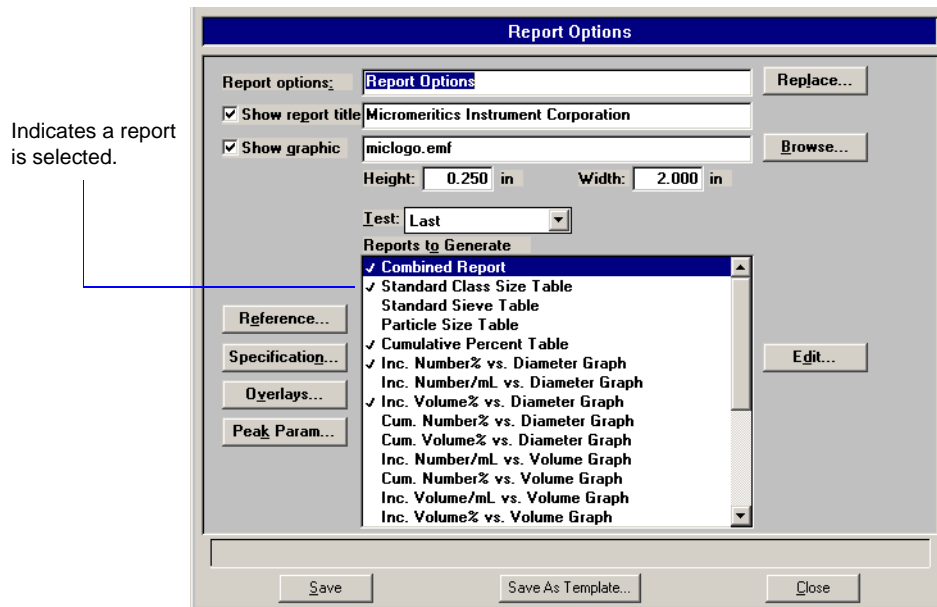 Report Options
Report options:
Report Options
Replace...
Show report title
Micromeritics Instrument Corporation
Indicates a report
is selected.
Show graphic
miclogo.emf
Browse...
Height: 0.250 in Width: 2.000 in
Test: Last
Reports to Generate
✓ Combined Report
✓ Standard Class Size Table
Standard Sieve Table
Particle Size Table
✓ Cumulative Percent Table
✓ Inc. Number% vs. Diameter Graph
Inc. Number/mL vs. Diameter Graph
✓ Inc. Volume% vs. Diameter Graph
Cum. Number% vs. Diameter Graph
Cum. Volume% vs. Diameter Graph
Inc. Number/mL vs. Volume Graph
Cum. Number% vs. Volume Graph
Inc. Volume/mL vs. Volume Graph
Inc. Volume% vs. Volume Graph
Reference...
Specification...
Overlays...
Peak Param...
Edit...
Save
Save As Template...
Close